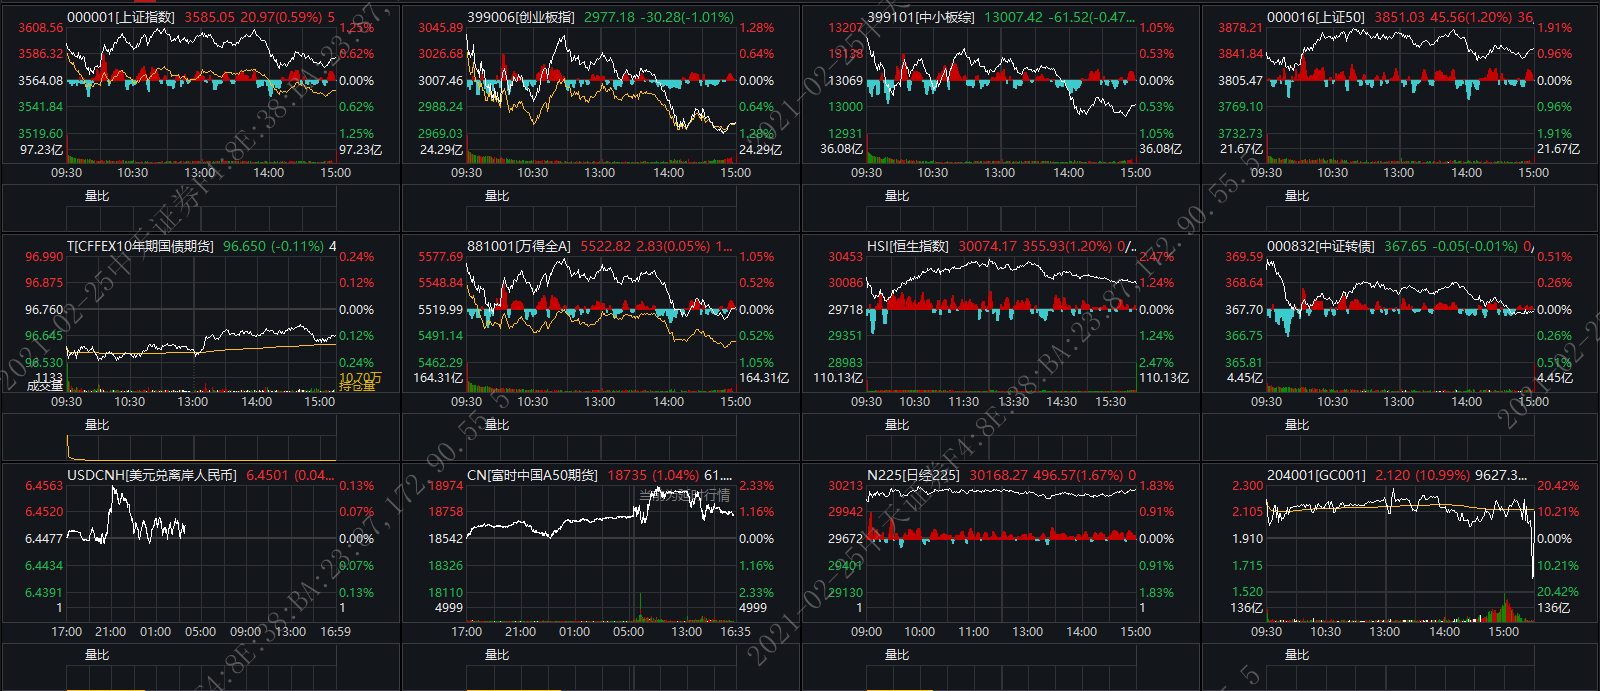 000001[上证指数] 3585.05 20.97(0.59%) 5
3608.56 1.25%
3586.32 0.62%
3564.08 0.00%
3541.84 0.62%
3519.60 1.25%
97.23亿 97.23亿
09:30 10:30 13:00 14:00 15:00
量比
399006[创业板指] 2977.18 -30.28(-1.01%)
3045.89 1.28%
3026.68 0.64%
3007.46 0.00%
2988.24 0.64%
2969.03 1.28%
24.29亿 24.29亿
09:30 10:30 13:00 14:00 15:00
量比
399101[中小板综] 13007.42 -61.52(-0.47...
13207 1.05%
13138 0.53%
13069 0.00%
13000 0.53%
12931 1.05%
36.08亿 36.08亿
09:30 10:30 13:00 14:00 15:00
量比
000016[上证50] 3851.03 45.56(1.20%) 36
3878.21 1.91%
3841.84 0.96%
3805.47 0.00%
3769.10 0.96%
3732.73 1.91%
21.67亿 21.67亿
09:30 10:30 13:00 14:00 15:00
量比
T[CFFEX10年期国债期货] 96.650 (-0.11%) 4
96.990 0.24%
96.875 0.12%
96.760 0.00%
96.645 0.12%
96.530 0.24%
1133 10.70万
成交量 持仓量
09:30 10:30 13:00 14:00 15:00
量比
881001[万得全A] 5522.82 2.83(0.05%) 1...
5577.69 1.05%
5548.84 0.52%
5519.99 0.00%
5491.14 0.52%
5462.29 1.05%
164.31亿 164.31亿
09:30 10:30 13:00 14:00 15:00
量比
HSI[恒生指数] 30074.17 355.93(1.20%) 0/..
30453 2.47%
30086 1.24%
29718 0.00%
29351 1.24%
28983 2.47%
110.13亿 110.13亿
09:30 10:30 11:30 13:30 14:30 15:30
量比
000832[中证转债] 367.65 -0.05(-0.01%) 0/
369.59 0.51%
368.64 0.26%
367.70 0.00%
366.75 0.26%
365.81 0.51%
4.45亿 4.45亿
09:30 10:30 13:00 14:00 15:00
量比
USDCNH[美元兑离岸人民币] 6.4501 (0.04...
6.4563 0.13%
6.4520 0.07%
6.4477 0.00%
6.4434 0.07%
6.4391 0.13%
1 1
17:00 21:00 01:00 05:00 09:00 13:00 16:59
量比
CN[富时中国A50期货] 18735 (1.04%) 61....
18974 2.33%
18758 1.16%
18542 0.00%
18326 1.16%
18110 2.33%
4999 4999
17:00 21:00 01:00 05:00 13:00 16:35
量比
N225[日经225] 30168.27 496.57(1.67%) 0
30213 1.83%
29942 0.91%
29672 0.00%
29401 0.91%
29130 1.83%
1 1
09:00 10:00 11:00 13:00 14:00 15:00
量比
204001[GC001] 2.120 (10.99%) 9627.3...
2.300 20.42%
2.105 10.21%
1.910 0.00%
1.715 10.21%
1.520 20.42%
136亿 136亿
09:30 10:30 13:00 14:00 15:00
量比